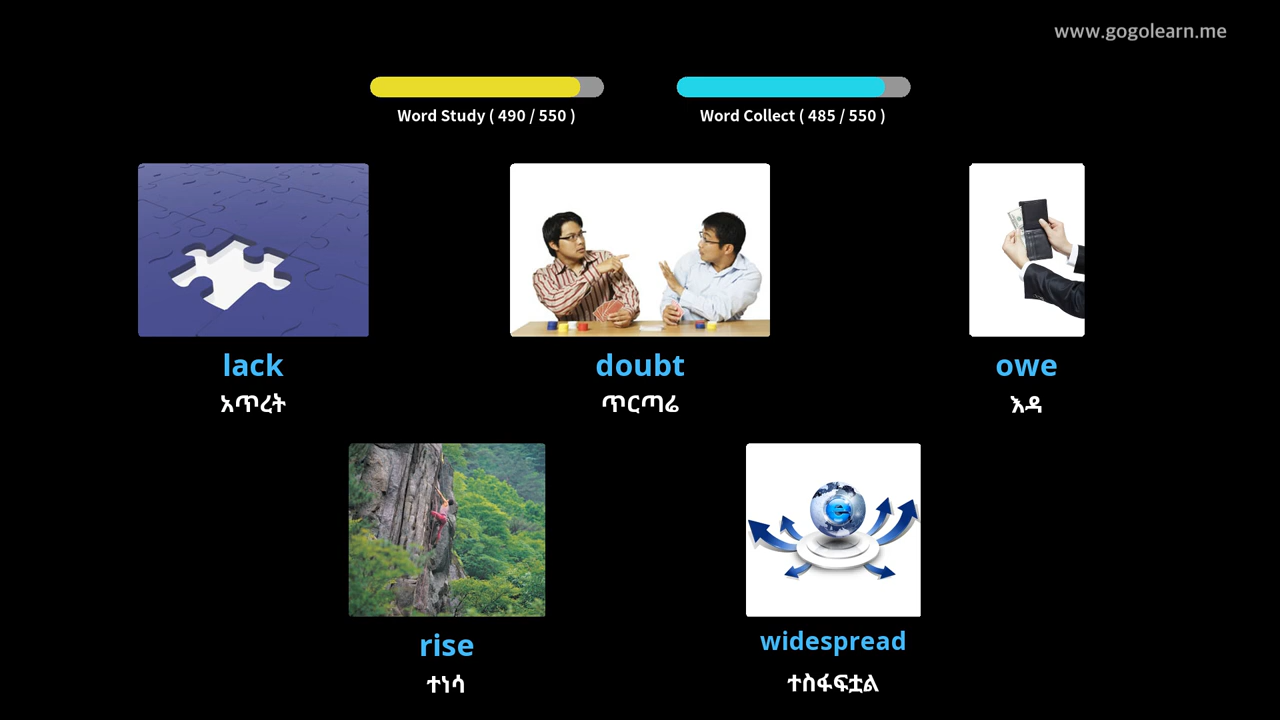 www.gogolearn.me
Word Study ( 490 / 550 )
Word Collect ( 485 / 550 )
lack
አጥረት
doubt
ጥርጣሬ
owe
እዳ
e
rise
ተነሳ
widespread
ተስፋፍቷል